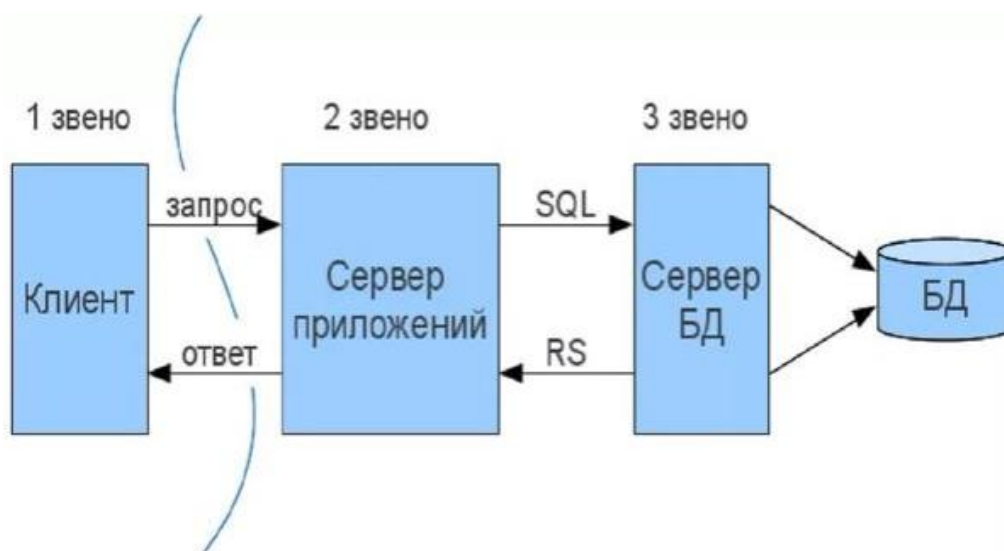 1 звено
2 звено
3 звено
запрос
SQL
Клиент
Сервер
приложений
Сервер
БД
БД
ответ
RS